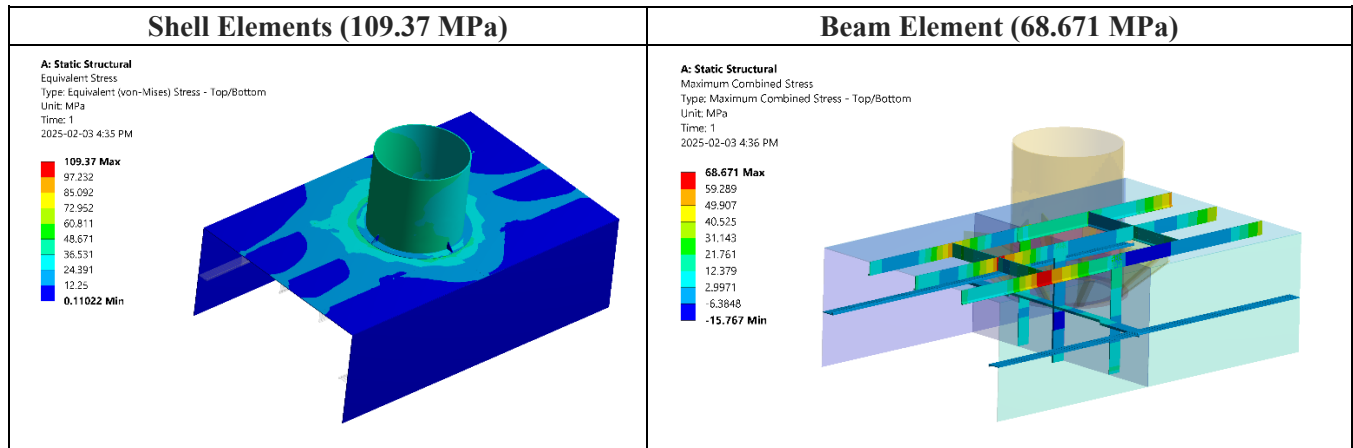 Shell Elements (109.37 MPa)
Beam Element (68.671 MPa)
A: Static Structural
Equivalent Stress
Type: Equivalent (von-Mises) Stress - Top/Bottom
Unit: MPa
Time: 1
2025-02-03 4:35 PM
109.37 Max
97.232
85.092
72.952
60.811
48.671
36.531
24.391
12.25
0.11022 Min
A: Static Structural
Maximum Combined Stress
Type: Maximum Combined Stress - Top/Bottom
Unit: MPa
Time: 1
2025-02-03 4:36 PM
68.671 Max
59.289
49.907
40.525
31.143
21.761
12.379
2.9971
-6.3848
-15.767 Min